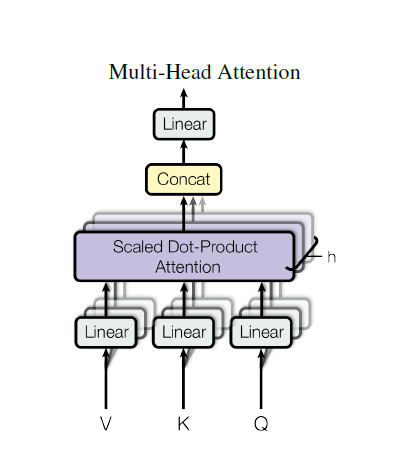 Multi-Head Attention
Linear
Concat
Scaled Dot-Product
Attention
h
Linear Linear Linear
V K Q